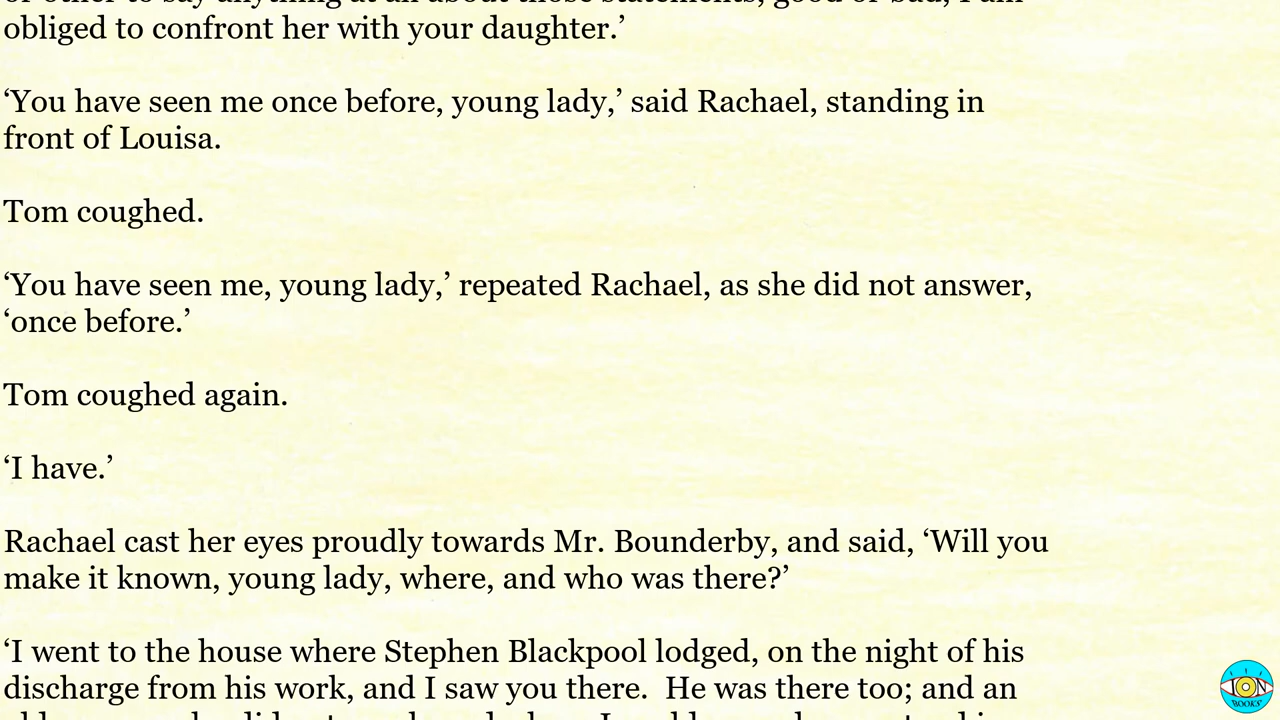 obliged to confront her with your daughter.’
‘You have seen me once before, young lady,’ said Rachael, standing in
front of Louisa.
Tom coughed.
‘You have seen me, young lady,’ repeated Rachael, as she did not answer,
‘once before.’
Tom coughed again.
‘I have.’
Rachael cast her eyes proudly towards Mr. Bounderby, and said, ‘Will you
make it known, young lady, where, and who was there?’
‘I went to the house where Stephen Blackpool lodged, on the night of his
discharge from his work, and I saw you there.  He was there too; and an
ION
BOOKS